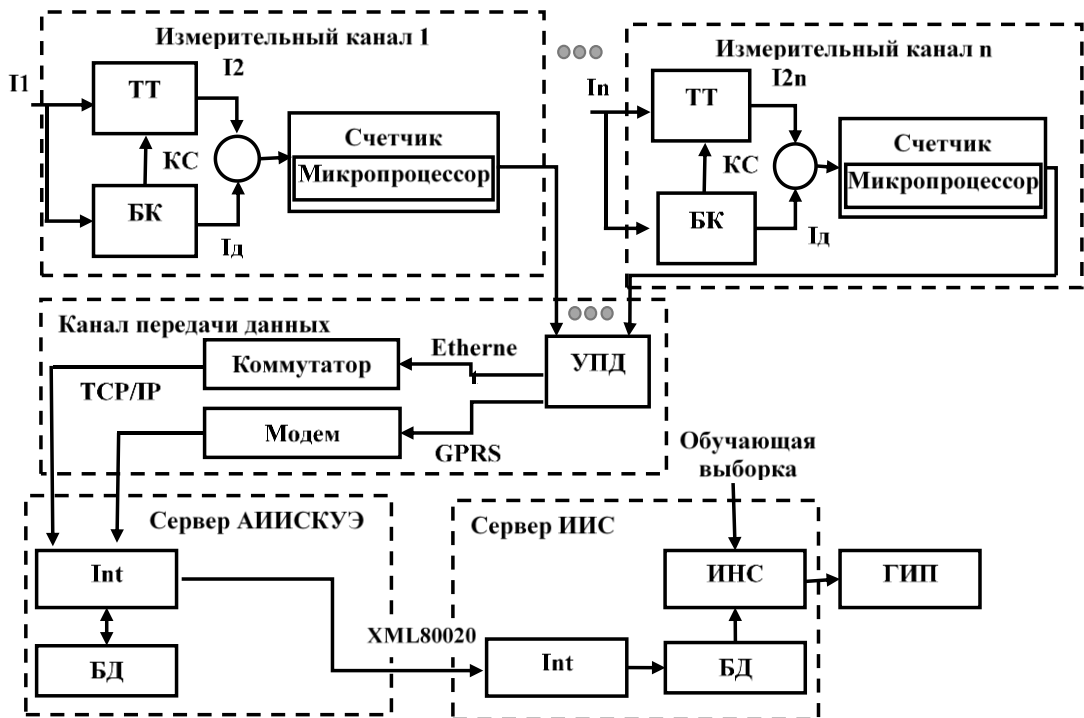 Измерительный канал 1
I1
ТТ
I2
КС
БК
Iд
Счетчик
Микропроцессор
Измерительный канал n
In
ТТ
I2n
КС
БК
Iд
Счетчик
Микропроцессор
Канал передачи данных
Коммутатор
Etherne
УПД
TCP/IP
Модем
GPRS
Обучающая
выборка
Сервер АИИСКУЭ
Int
БД
XML80020
Сервер ИИС
ИНС
ГИП
Int
БД